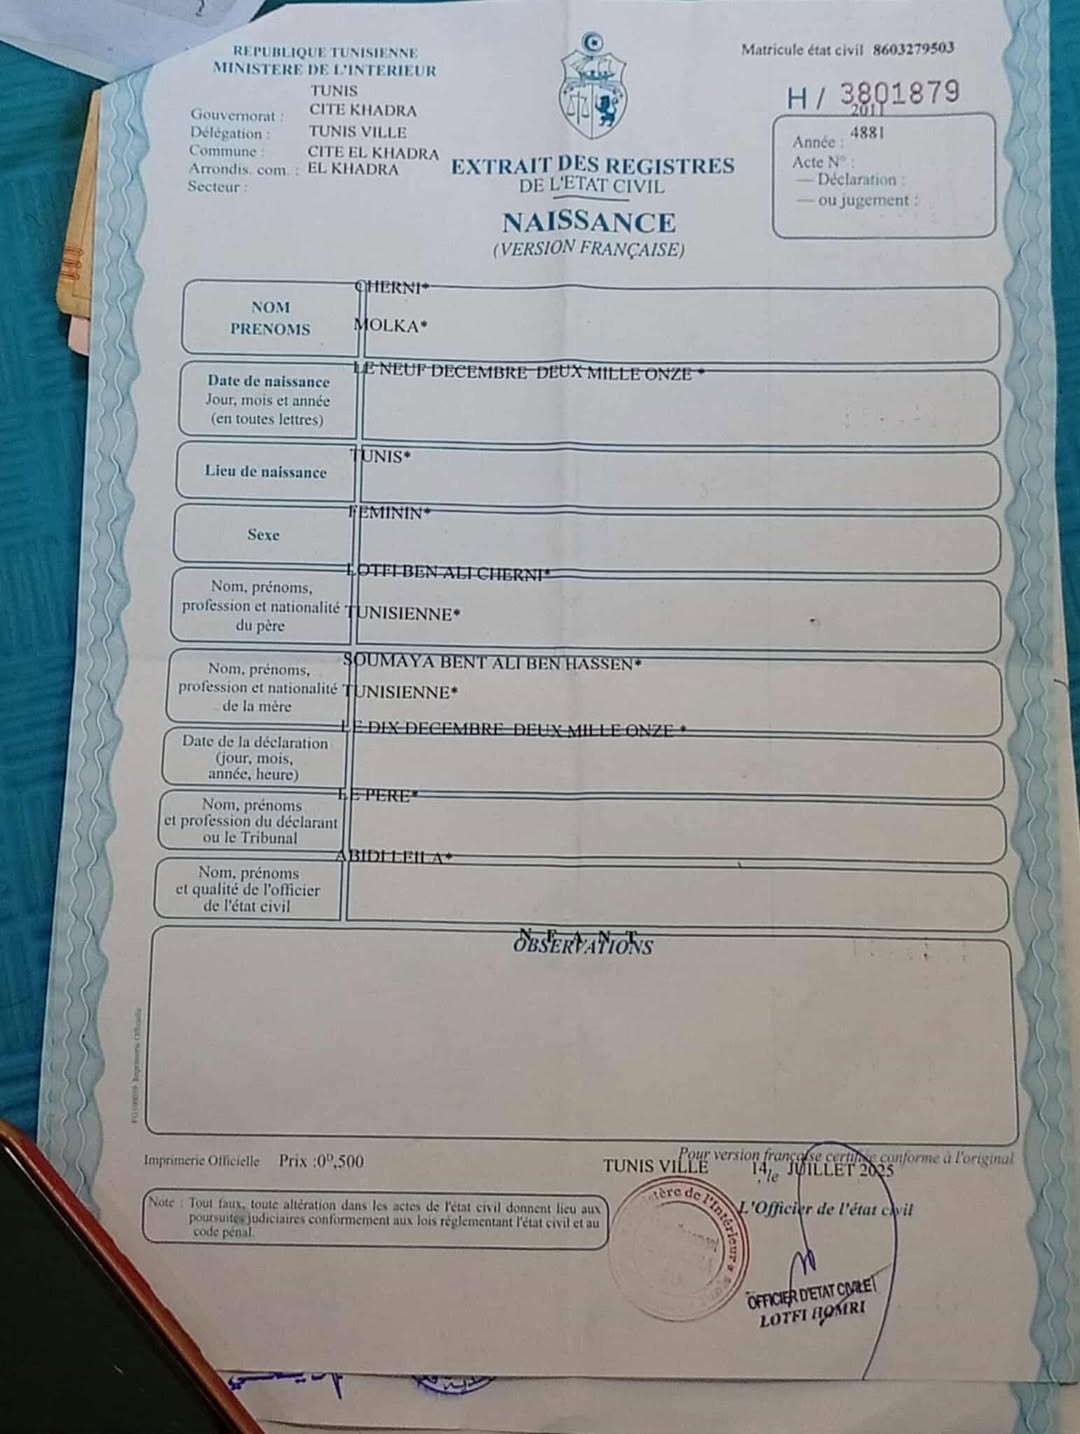 REPUBLIQUE TUNISIENNE
MINISTERE DE L'INTERIEUR
TUNIS
Gouvernorat : CITE KHADRA
Délégation : TUNIS VILLE
Commune : CITE EL KHADRA
Arrondis. com. : EL KHADRA
Secteur :
Matricule état civil 8603279503
H / 3801879
2011
4881
Année :
Acte N° :
— Déclaration :
— ou jugement :
EXTRAIT DES REGISTRES
DE L'ETAT CIVIL
NAISSANCE
(VERSION FRANÇAISE)
CHERNI*
NOM
PRENOMS
MOLKA*
LE NEUF DECEMBRE DEUX MILLE ONZE *
Date de naissance
Jour, mois et année
(en toutes lettres)
TUNIS*
Lieu de naissance
FEMININ*
Sexe
LOTFI BEN ALI CHERNI*
Nom, prénoms,
profession et nationalité
du père
TUNISIENNE*
SOUMAYA BENT ALI BEN HASSEN*
Nom, prénoms,
profession et nationalité
de la mère
TUNISIENNE*
LE DIX DECEMBRE DEUX MILLE ONZE *
Date de la déclaration
(jour, mois,
année, heure)
LE PERE*
Nom, prénoms
et profession du déclarant
ou le Tribunal
ABIDI LEILA*
Nom, prénoms
et qualité de l'officier
de l'état civil
N E A N T
OBSERVATIONS
Imprimerie Officielle
Imprimerie Officielle Prix :0ᴰ,500
Pour version française certifiée conforme à l'original
TUNIS VILLE , le 14 JUILLET 2025
L'Officier de l'état civil
Note : Tout faux, toute altération dans les actes de l'état civil donnent lieu aux
poursuites judiciaires conformement aux lois réglementant l'état civil et au
code pénal.
de l'Intérieur
OFFICIER D'ETAT CIVILE
LOTFI HOMRI